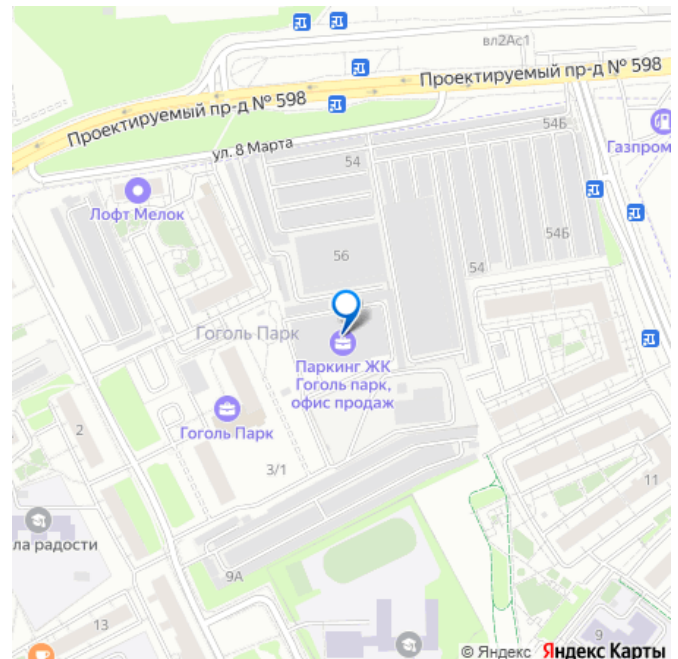 вл2Ас1
Проектируемый пр-д № 598
Проектируемый пр-д № 598
54Б
Газпром
ул. 8 Марта
54
Лофт Мелок
56
54
54Б
Гоголь Парк
Паркинг ЖК
Гоголь парк,
офис продаж
Гоголь Парк
2
3/1
11
ла радости
9А
13
9
© Яндекс Яндекс Карты